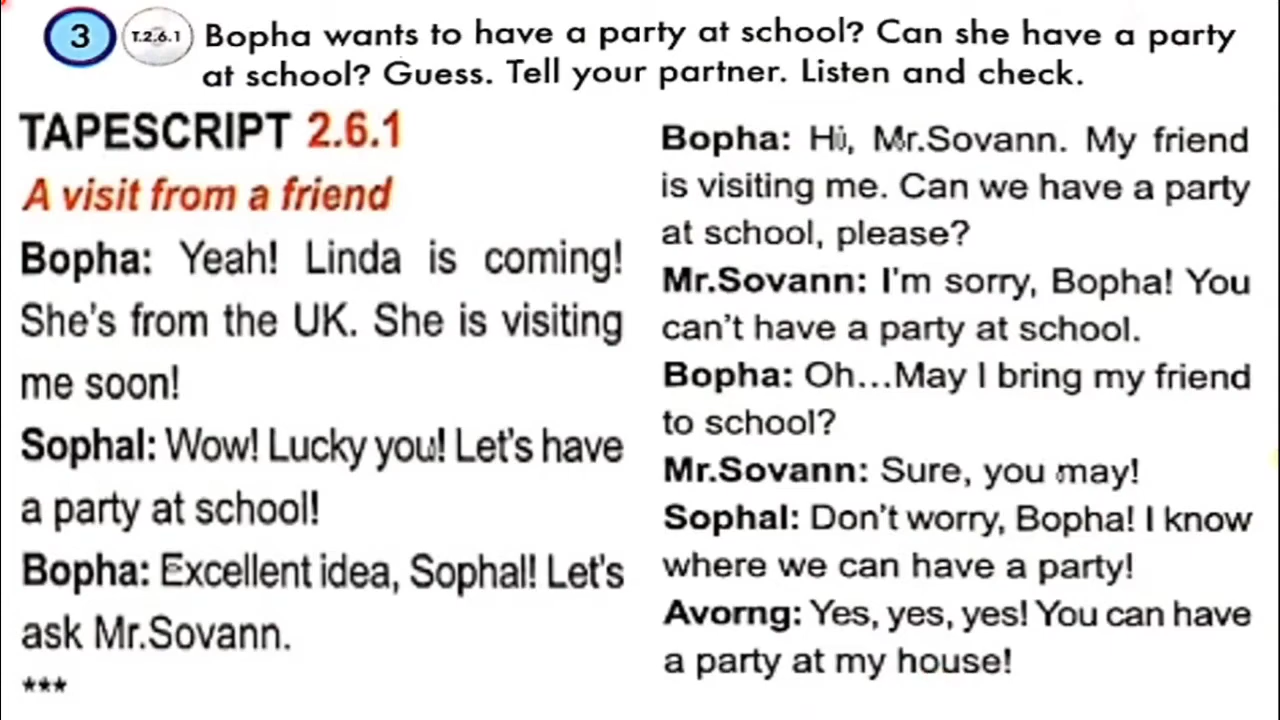 3 T.2.6.1 Bopha wants to have a party at school? Can she have a party
at school? Guess. Tell your partner. Listen and check.
TAPESCRIPT 2.6.1
A visit from a friend
Bopha: Yeah! Linda is coming!
She's from the UK. She is visiting
me soon!
Sophal: Wow! Lucky you! Let's have
a party at school!
Bopha: Excellent idea, Sophal! Let's
ask Mr.Sovann.
***
Bopha: Hi, Mr.Sovann. My friend
is visiting me. Can we have a party
at school, please?
Mr.Sovann: I'm sorry, Bopha! You
can't have a party at school.
Bopha: Oh...May I bring my friend
to school?
Mr.Sovann: Sure, you may!
Sophal: Don't worry, Bopha! I know
where we can have a party!
Avorng: Yes, yes, yes! You can have
a party at my house!